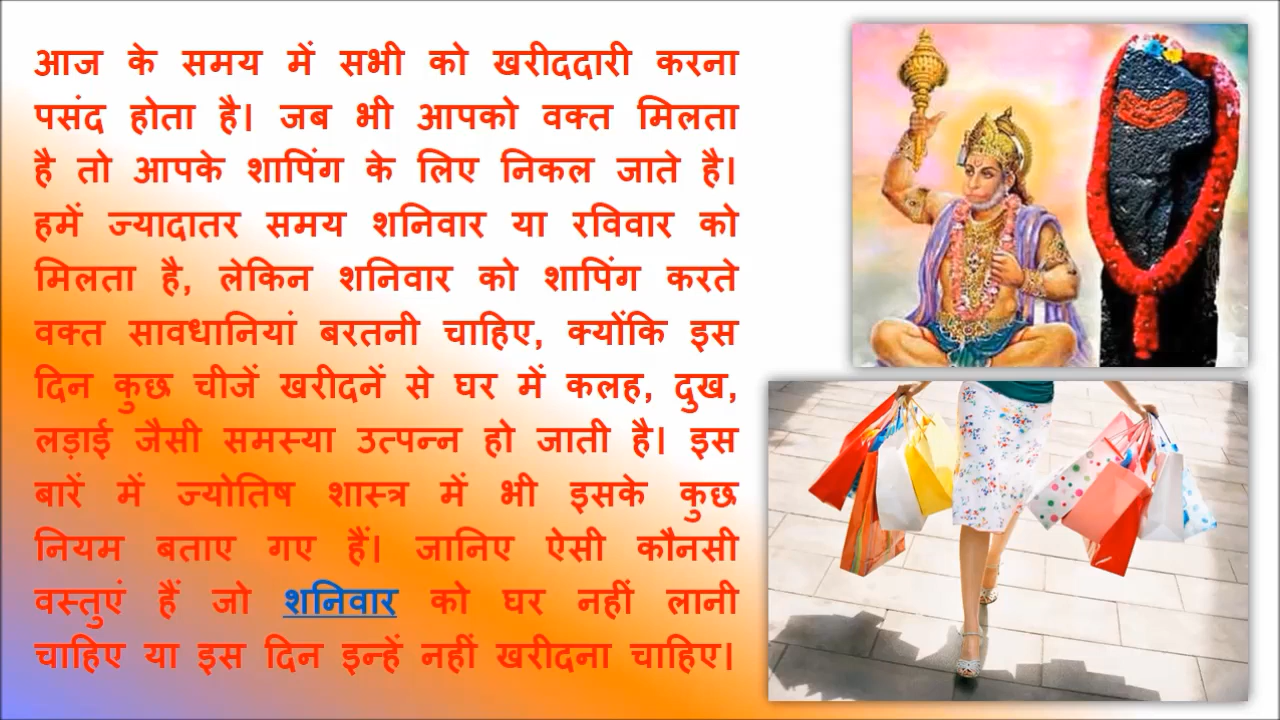 आज के समय में सभी को खरीददारी करना
पसंद होता है। जब भी आपको वक्त मिलता
है तो आपके शापिंग के लिए निकल जाते है।
हमें ज्यादातर समय शनिवार या रविवार को
मिलता है, लेकिन शनिवार को शापिंग करते
वक्त सावधानियां बरतनी चाहिए, क्योंकि इस
दिन कुछ चीजें खरीदनें से घर में कलह, दुख,
लड़ाई जैसी समस्या उत्पन्न हो जाती है। इस
बारें में ज्योतिष शास्त्र में भी इसके कुछ
नियम बताए गए हैं। जानिए ऐसी कौनसी
वस्तुएं हैं जो शनिवार को घर नहीं लानी
चाहिए या इस दिन इन्हें नहीं खरीदना चाहिए।